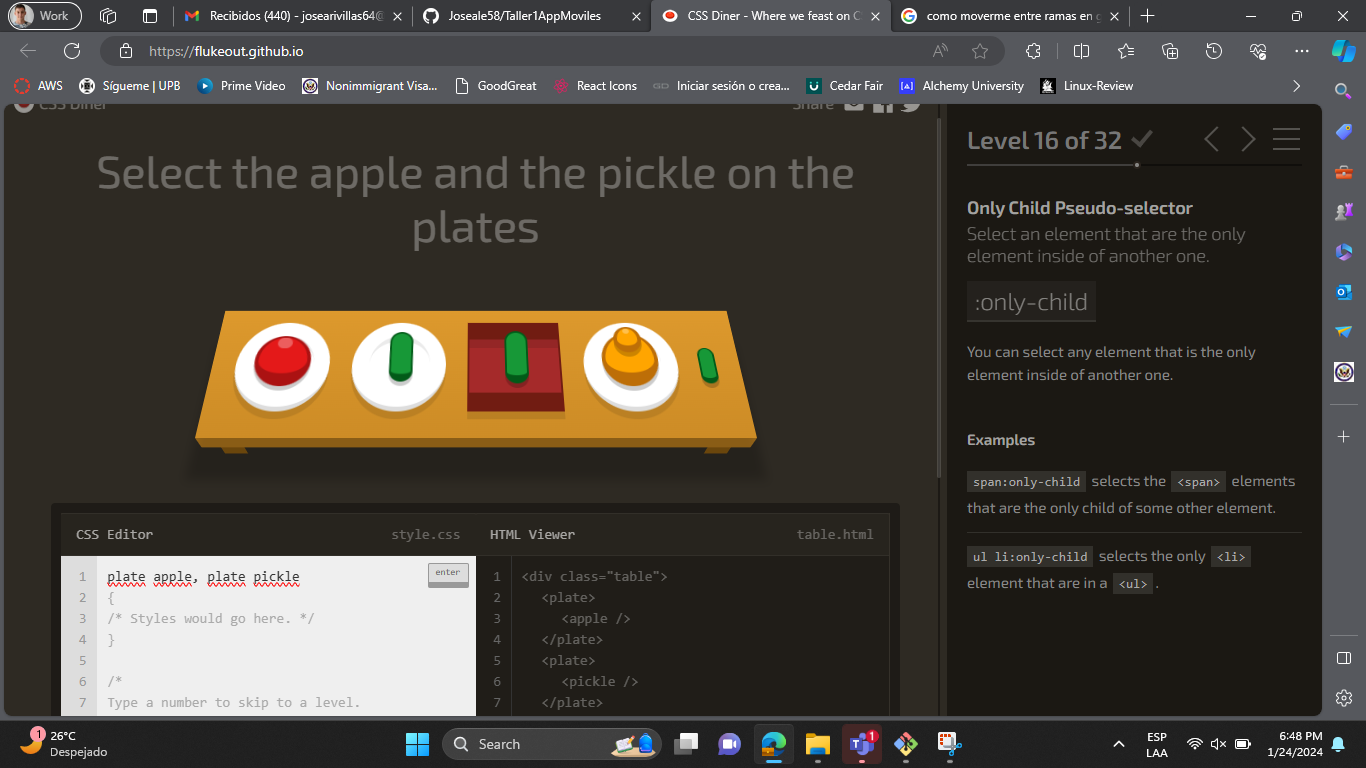 Work
Recibidos (440) - josearivillas64@
Joseale58/Taller1AppMoviles
CSS Diner - Where we feast on C
como moverme entre ramas en g
https://flukeout.github.io
AWS
Sígueme | UPB
Prime Video
Nonimmigrant Visa...
GoodGreat
React Icons
Iniciar sesión o crea...
Cedar Fair
Alchemy University
Linux-Review
CSS Diner
Share
Select the apple and the pickle on the
plates
CSS Editor
style.css
HTML Viewer
table.html
1 plate apple, plate pickle
enter
2 {
3 /* Styles would go here. */
4 }
5
6 /*
7 Type a number to skip to a level.
1 <div class="table">
2 <plate>
3 <apple />
4 </plate>
5 <plate>
6 <pickle />
7 </plate>
Level 16 of 32
Only Child Pseudo-selector
Select an element that are the only
element inside of another one.
:only-child
You can select any element that is the only
element inside of another one.
Examples
span:only-child selects the <span> elements
that are the only child of some other element.
ul li:only-child selects the only <li>
element that are in a <ul> .
1
26°C
Despejado
Search
1
ESP
LAA
6:48 PM
1/24/2024